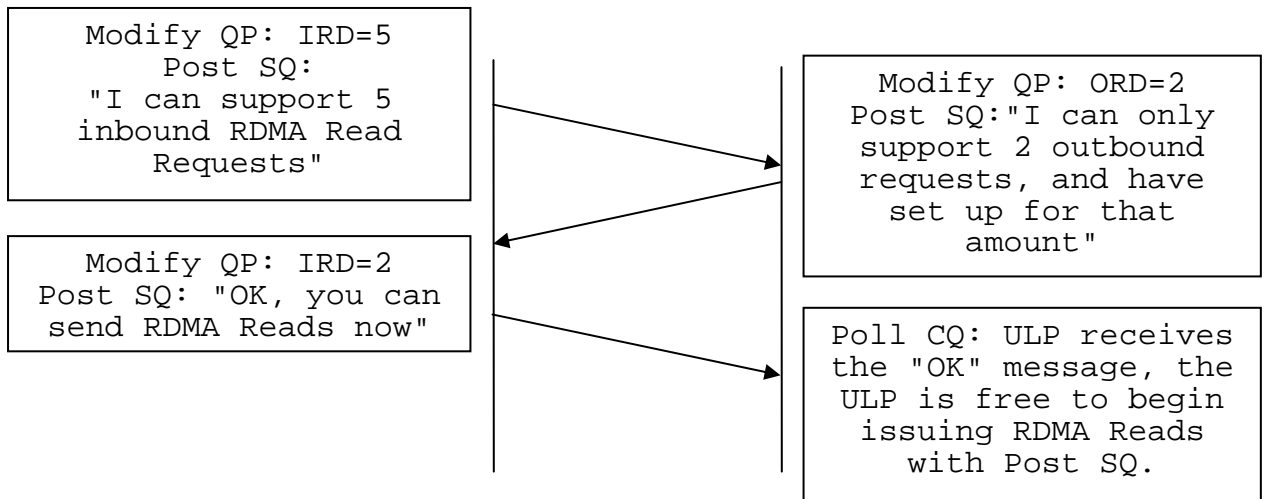 Modify QP: IRD=5
Post SQ:
"I can support 5
inbound RDMA Read
Requests"
Modify QP: ORD=2
Post SQ:"I can only
support 2 outbound
requests, and have
set up for that
amount"
Modify QP: IRD=2
Post SQ: "OK, you can
send RDMA Reads now"
Poll CQ: ULP receives
the "OK" message, the
ULP is free to begin
issuing RDMA Reads
with Post SQ.